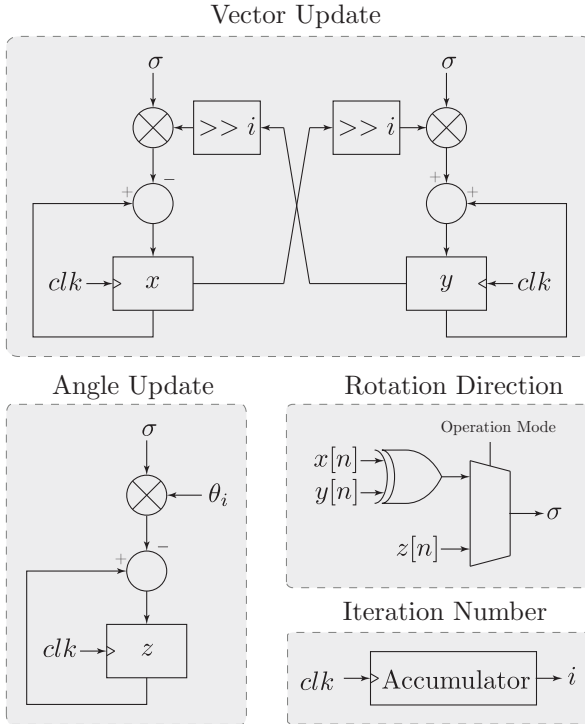 Vector Update
σ σ
>> i >> i
+ − + +
clk x y clk
Angle Update
σ
θᵢ
+ −
clk z
Rotation Direction
Operation Mode
x[n]
y[n]
σ
z[n]
Iteration Number
clk Accumulator i